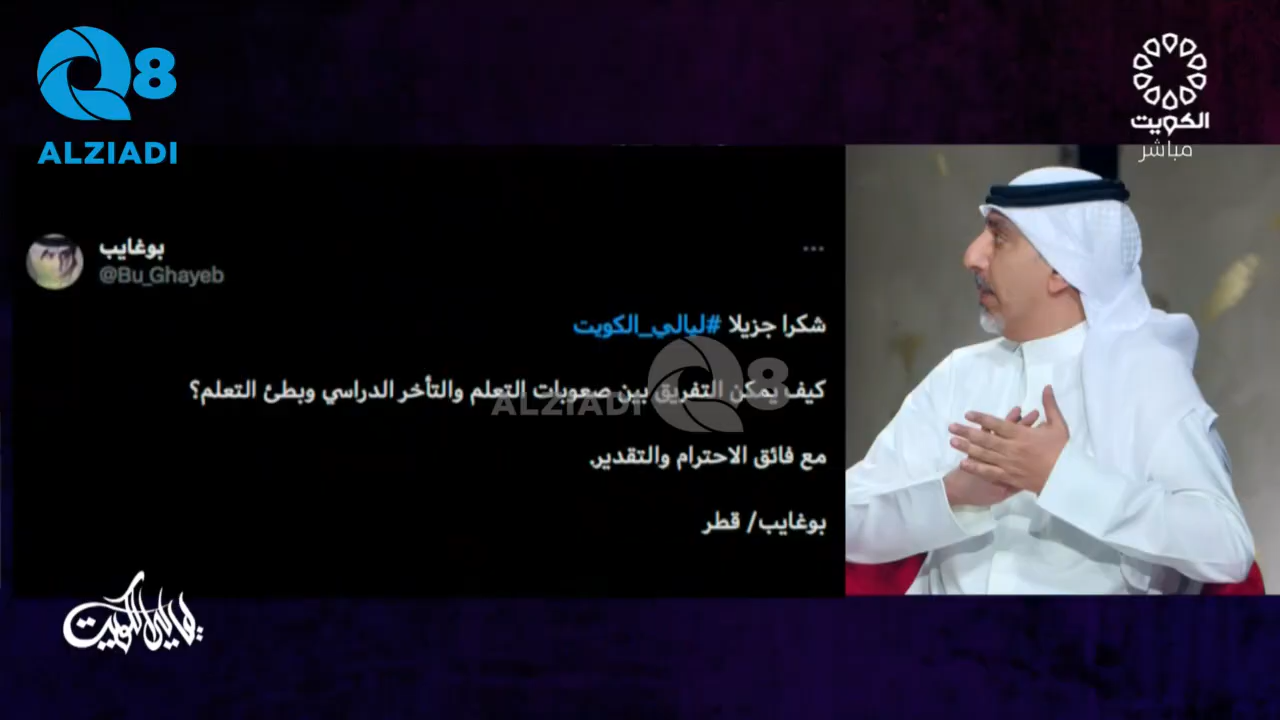 Q8
ALZIADI
الكويت
مباشر
بوغايب
@Bu_Ghayeb
شكرا جزيلا #ليالي_الكويت
كيف يمكن التفريق بين صعوبات التعلم والتأخر الدراسي وبطئ التعلم؟
ALZIADI Q8
مع فائق الاحترام والتقدير.
بوغايب/ قطر
ليالي الكويت